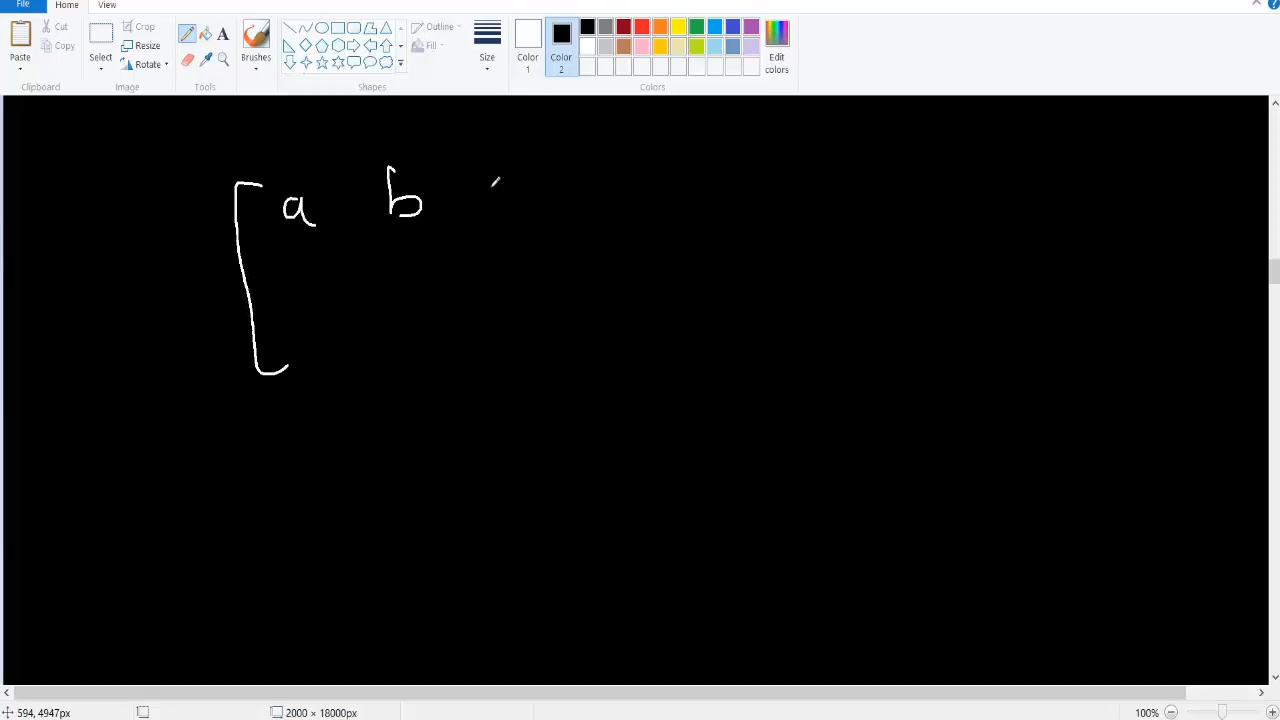 File Home View
Paste Cut Copy Clipboard
Select Crop Resize Rotate Image
A Tools
Brushes
Outline Fill Shapes
Size
Color 1 Color 2 Edit colors Colors
[ a b
594, 4947px 2000 × 18000px 100%